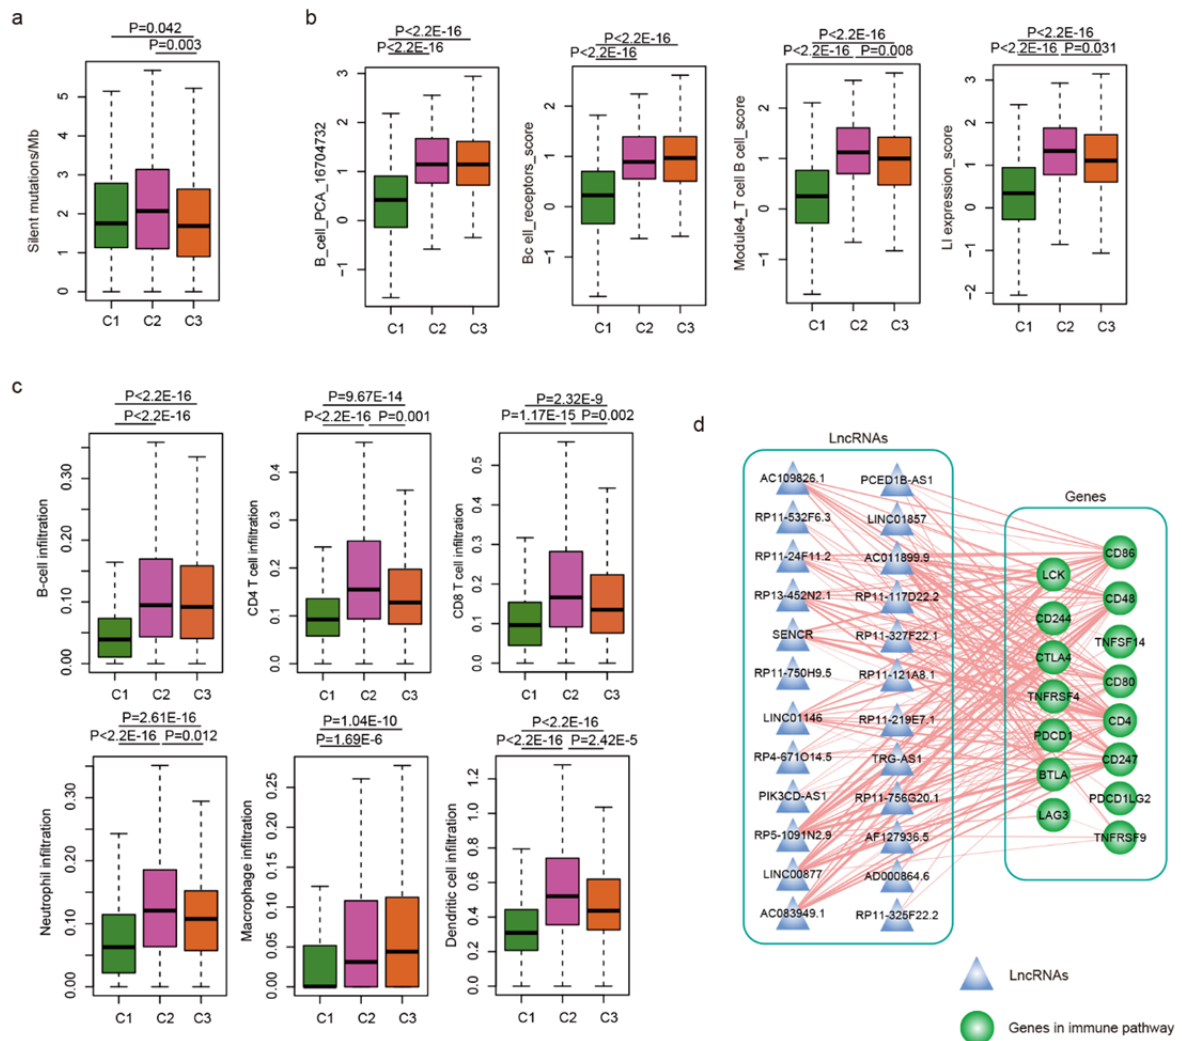 a
P=0.042
P=0.003
Silent mutations/Mb
5
4
3
2
1
0
C1 C2 C3
b
P<2.2E-16
P<2.2E-16
B_cell_PCA_16704732
3
2
1
0
−1
C1 C2 C3
P<2.2E-16
P<2.2E-16
Bc ell_receptors_score
2
1
0
−1
C1 C2 C3
P<2.2E-16
P<2.2E-16 P=0.008
Module4_T cell B cell_score
2
1
0
−1
C1 C2 C3
P<2.2E-16
P<2.2E-16 P=0.031
LI expression_score
3
2
1
0
−1
−2
C1 C2 C3
c
P<2.2E-16
P<2.2E-16
B-cell infiltration
0.30
0.20
0.10
0.00
C1 C2 C3
P=9.67E-14
P<2.2E-16 P=0.001
CD4 T cell infiltration
0.4
0.3
0.2
0.1
0.0
C1 C2 C3
P=2.32E-9
P=1.17E-15 P=0.002
CD8 T cell infiltration
0.5
0.4
0.3
0.2
0.1
0.0
C1 C2 C3
P=2.61E-16
P<2.2E-16 P=0.012
Neutrophil infiltration
0.30
0.20
0.10
0.00
C1 C2 C3
P=1.04E-10
P=1.69E-6
Macrophage infiltration
0.25
0.20
0.15
0.10
0.05
0.00
C1 C2 C3
P<2.2E-16
P<2.2E-16 P=2.42E-5
Dendritic cell infiltration
1.2
1.0
0.8
0.6
0.4
0.2
0.0
C1 C2 C3
d
LncRNAs
AC109826.1
RP11-532F6.3
RP11-24F11.2
RP13-452N2.1
SENCR
RP11-750H9.5
LINC01146
RP4-671O14.5
PIK3CD-AS1
RP5-1091N2.9
LINC00877
AC083949.1
PCED1B-AS1
LINC01857
AC011899.9
RP11-117D22.2
RP11-327F22.1
RP11-121A8.1
RP11-219E7.1
TRG-AS1
RP11-756G20.1
AF127936.5
AD000864.6
RP11-325F22.2
Genes
LCK
CD244
CTLA4
TNFRSF4
PDCD1
BTLA
LAG3
CD86
CD48
TNFSF14
CD80
CD4
CD247
PDCD1LG2
TNFRSF9
LncRNAs
Genes in immune pathway